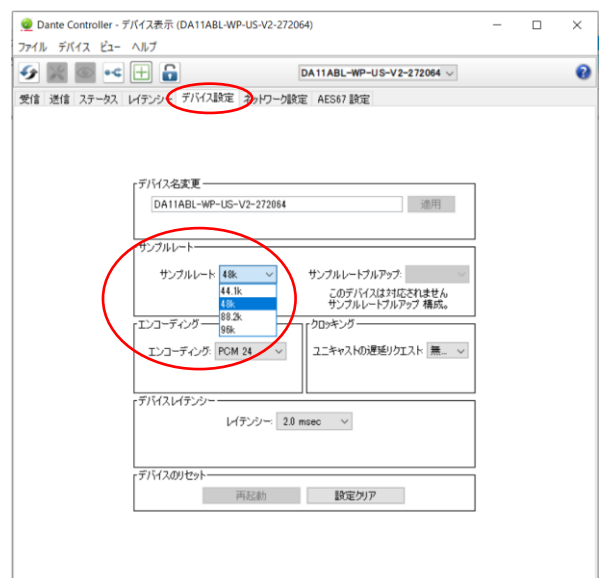 Dante Controller - デバイス表示 (DA11ABL-WP-US-V2-272064)
ファイル デバイス ビュー ヘルプ
DA11ABL-WP-US-V2-272064
受信 送信 ステータス レイテンシー デバイス設定 ネットワーク設定 AES67 設定
デバイス名変更
DA11ABL-WP-US-V2-272064 適用
サンプルレート
サンプルレート: 48k サンプルレートプルアップ:
44.1k
48k
88.2k
96k
このデバイスは対応されません
サンプルレートプルアップ 構成。
エンコーディング クロッキング
エンコーディング: PCM 24 ユニキャストの遅延リクエスト: 無...
デバイスレイテンシー
レイテンシー: 2.0 msec
デバイスのリセット
再起動 設定クリア